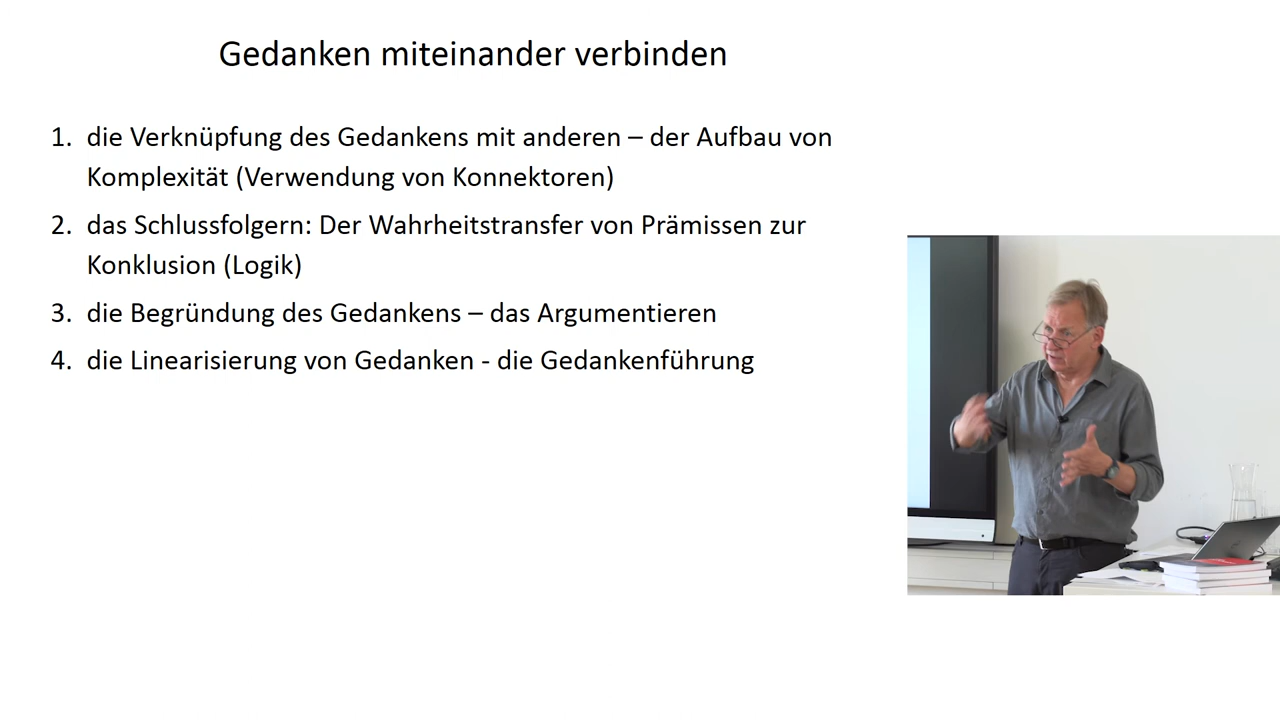 Gedanken miteinander verbinden
1. die Verknüpfung des Gedankens mit anderen – der Aufbau von
Komplexität (Verwendung von Konnektoren)
2. das Schlussfolgern: Der Wahrheitstransfer von Prämissen zur
Konklusion (Logik)
3. die Begründung des Gedankens – das Argumentieren
4. die Linearisierung von Gedanken - die Gedankenführung